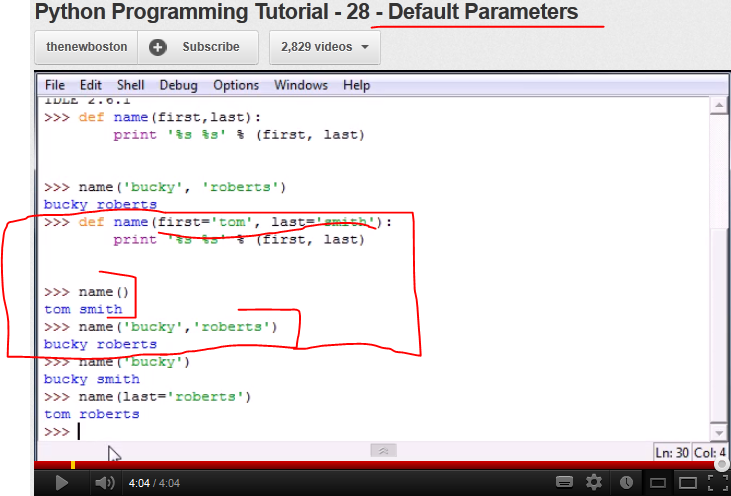 Python Programming Tutorial - 28 - Default Parameters
thenewboston Subscribe 2,829 videos
File Edit Shell Debug Options Windows Help
IDLE 2.6.1
>>> def name(first,last):
        print '%s %s' % (first, last)
>>> name('bucky', 'roberts')
bucky roberts
>>> def name(first='tom', last='smith'):
        print '%s %s' % (first, last)
>>> name()
tom smith
>>> name('bucky','roberts')
bucky roberts
>>> name('bucky')
bucky smith
>>> name(last='roberts')
tom roberts
>>>
Ln: 30 Col: 4
4:04 / 4:04